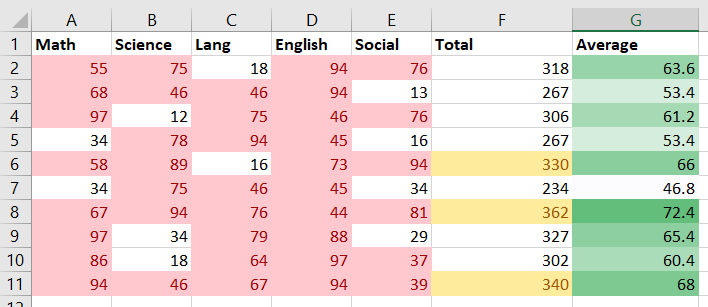 A B C D E F G
1 Math Science Lang English Social Total Average
2 55 75 18 94 76 318 63.6
3 68 46 46 94 13 267 53.4
4 97 12 75 46 76 306 61.2
5 34 78 94 45 16 267 53.4
6 58 89 16 73 94 330 66
7 34 75 46 45 34 234 46.8
8 67 94 76 44 81 362 72.4
9 97 34 79 88 29 327 65.4
10 86 18 64 97 37 302 60.4
11 94 46 67 94 39 340 68